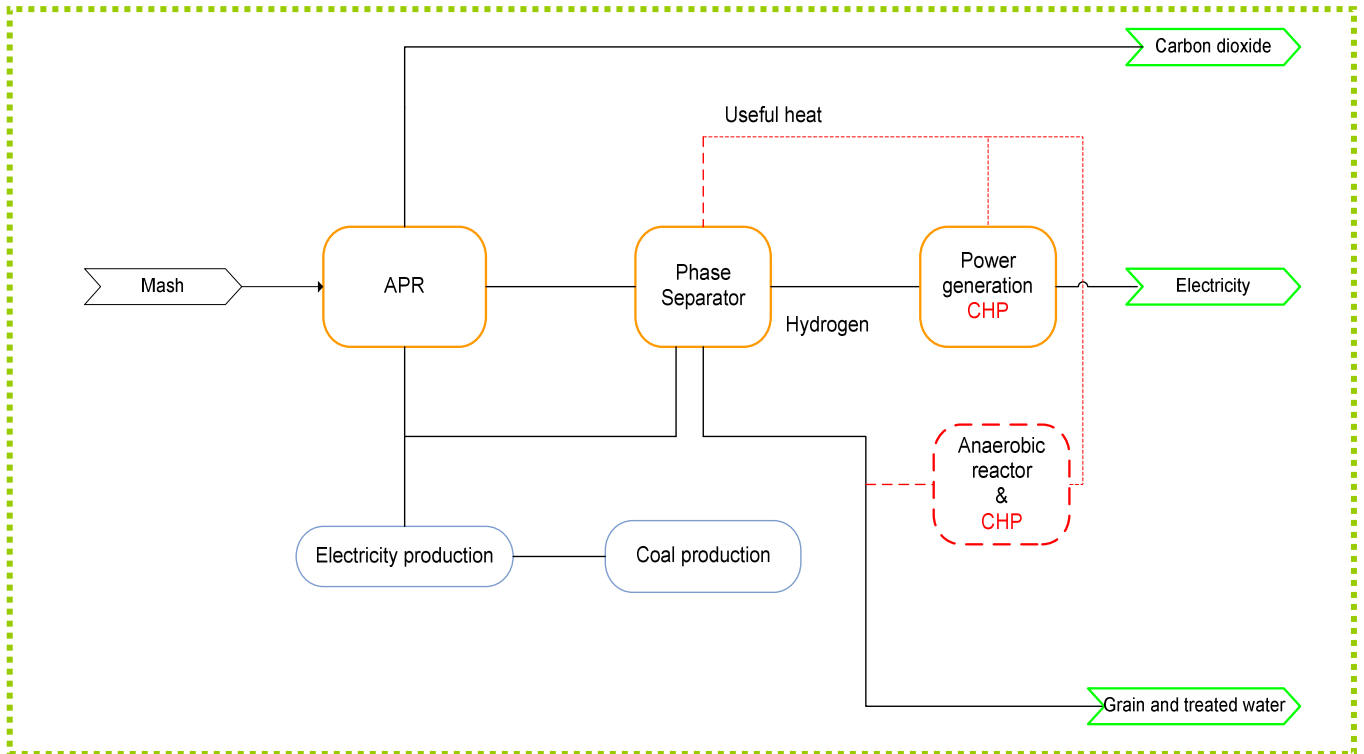 Carbon dioxide
Useful heat
Mash
APR
Phase
Separator
Hydrogen
Power
generation
CHP
Electricity
Anaerobic
reactor
&
CHP
Electricity production
Coal production
Grain and treated water